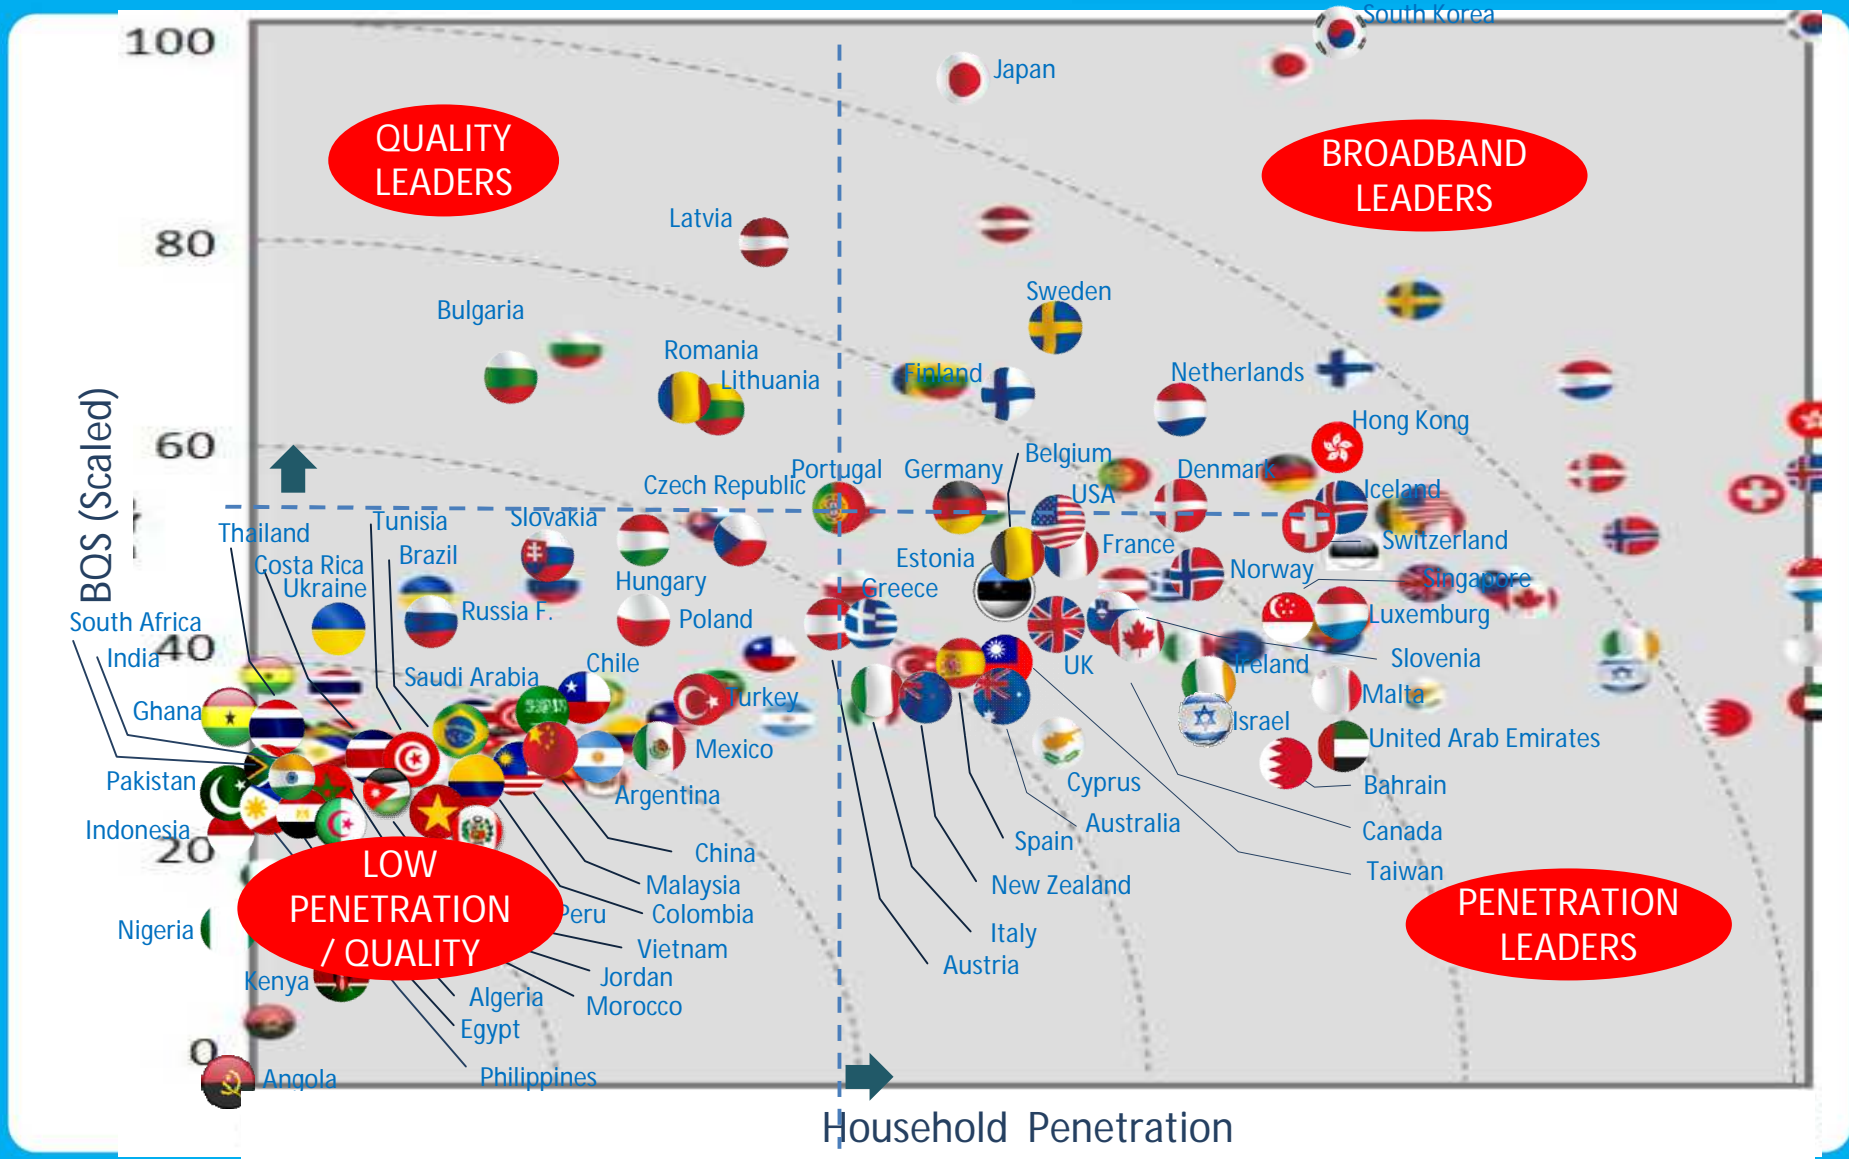 South Korea
100
Japan
QUALITY
LEADERS
BROADBAND
LEADERS
Latvia
80
Sweden
Bulgaria
Romania
Lithuania
Finland
Netherlands
Hong Kong
60
BQS (Scaled)
Belgium
Portugal
Germany
Denmark
Czech Republic
USA
Iceland
Thailand
Tunisia
Slovakia
Switzerland
Costa Rica
Brazil
Estonia
France
Ukraine
Hungary
Greece
Norway
Singapore
South Africa
Russia F.
Poland
Luxemburg
40
India
Saudi Arabia
Chile
UK
Ireland
Slovenia
Ghana
Turkey
Malta
Israel
Mexico
United Arab Emirates
Pakistan
Argentina
Cyprus
Bahrain
Indonesia
Australia
Canada
20
Spain
China
Taiwan
LOW
PENETRATION
/ QUALITY
Malaysia
New Zealand
PENETRATION
LEADERS
Peru
Colombia
Nigeria
Italy
Vietnam
Austria
Kenya
Jordan
Algeria
Morocco
Egypt
0
Angola
Philippines
Household Penetration